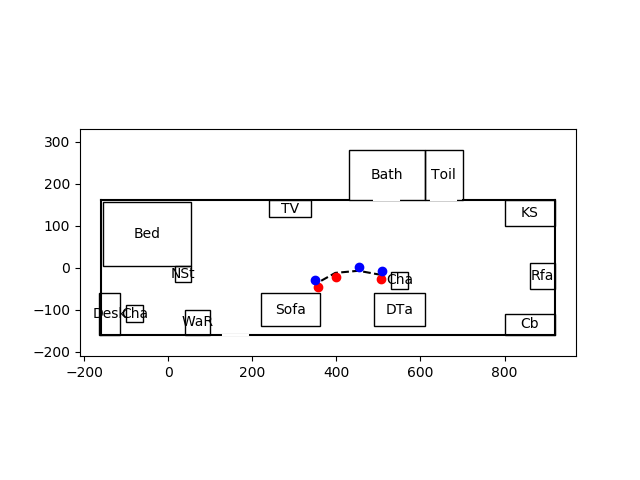 300
200
100
0
−100
−200
−200
0
200
400
600
800
Bath
Toil
TV
KS
Bed
NSt
Rfa
Cha
Desk
Cha
WaR
Sofa
DTa
Cb